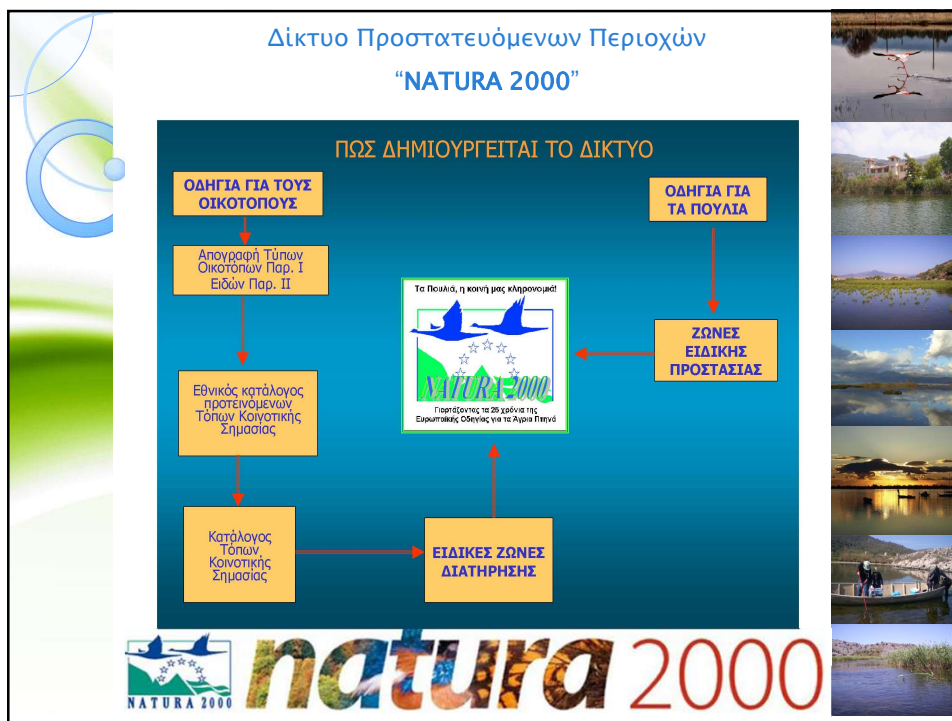 Δίκτυο Προστατευόμενων Περιοχών
“NATURA 2000”
ΠΩΣ ΔΗΜΙΟΥΡΓΕΙΤΑΙ ΤΟ ΔΙΚΤΥΟ
ΟΔΗΓΙΑ ΓΙΑ ΤΟΥΣ
ΟΙΚΟΤΟΠΟΥΣ
Απογραφή Τύπων
Οικοτόπων Παρ. Ι
Ειδών Παρ. ΙΙ
Εθνικός κατάλογος
προτεινόμενων
Τόπων Κοινοτικής
Σημασίας
Κατάλογος
Τόπων
Κοινοτικής
Σημασίας
ΕΙΔΙΚΕΣ ΖΩΝΕΣ
ΔΙΑΤΗΡΗΣΗΣ
ΟΔΗΓΙΑ ΓΙΑ
ΤΑ ΠΟΥΛΙΑ
ΖΩΝΕΣ
ΕΙΔΙΚΗΣ
ΠΡΟΣΤΑΣΙΑΣ
Τα Πουλιά, η κοινή μας κληρονομιά!
NATURA 2000
Γιορτάζοντας τα 25 χρόνια της
Ευρωπαϊκής Οδηγίας για τα Άγρια Πτηνά
NATURA 2000
natura 2000